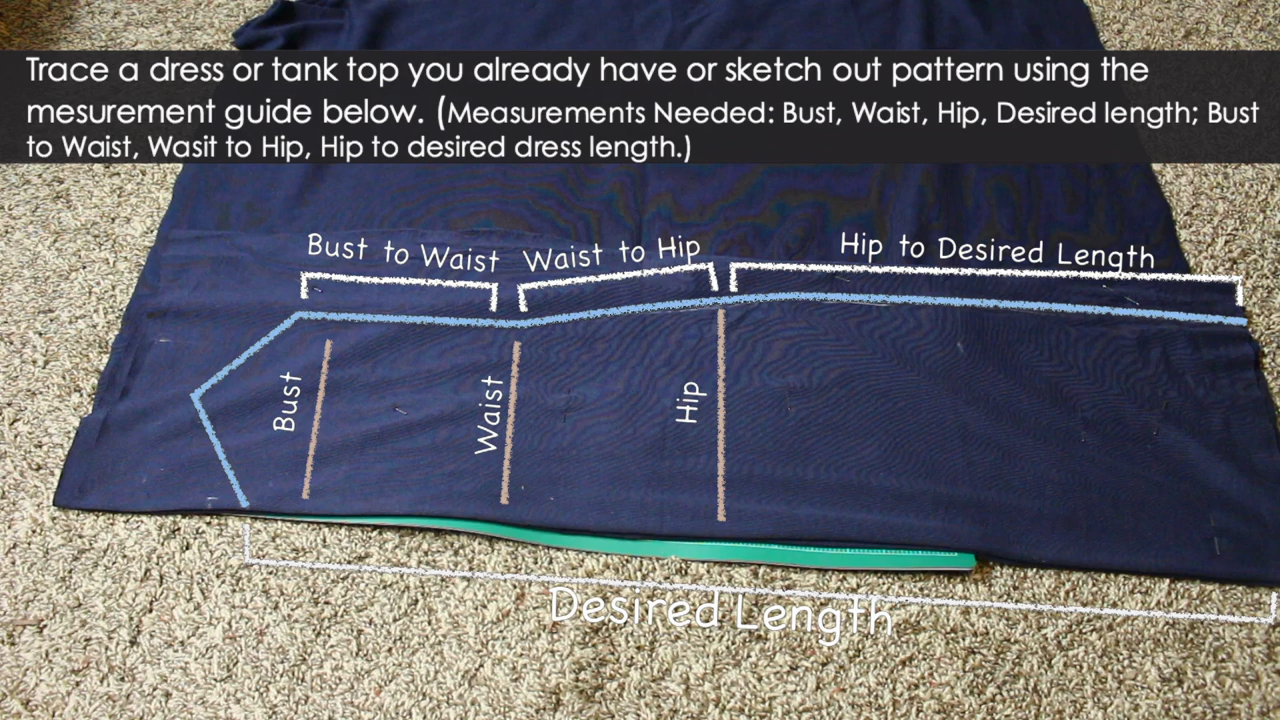 Trace a dress or tank top you already have or sketch out pattern using the
mesurement guide below. (Measurements Needed: Bust, Waist, Hip, Desired length; Bust
to Waist, Wasit to Hip, Hip to desired dress length.)
Bust to Waist
Waist to Hip
Hip to Desired Length
Bust
Waist
Hip
Desired Length